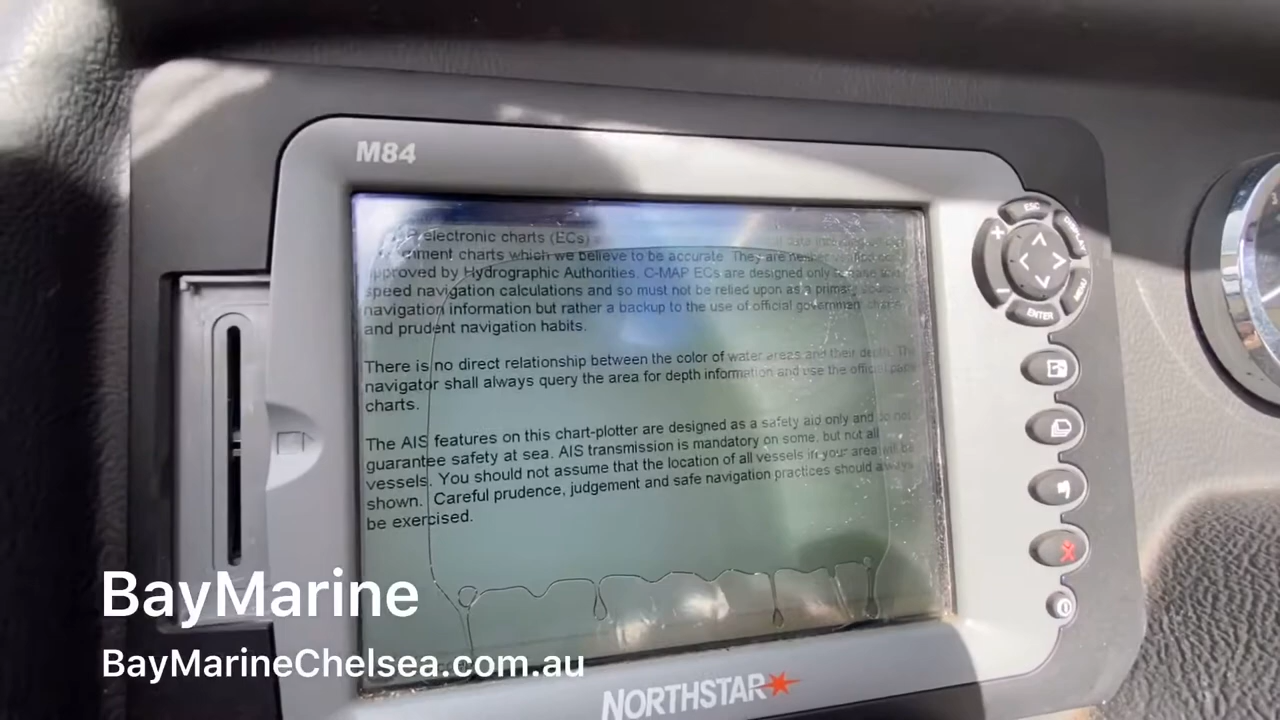 M84
electronic charts (ECs)
charts which we believe to be accurate. They are
approved by Hydrographic Authorities. C-MAP ECs are designed only
speed navigation calculations and so must not be relied upon as a primary
navigation information but rather a backup to the use of official government
and prudent navigation habits.
There is no direct relationship between the color of water areas and their depth. The
navigator shall always query the area for depth information and use the official paper
charts.
The AIS features on this chart-plotter are designed as a safety aid only and do not
guarantee safety at sea. AIS transmission is mandatory on some, but not all
vessels. You should not assume that the location of all vessels in your area will be
shown. Careful prudence, judgement and safe navigation practices should always
be exercised.
ESC
DISPLAY
MENU
ENTER
NORTHSTAR
BayMarine
BayMarineChelsea.com.au